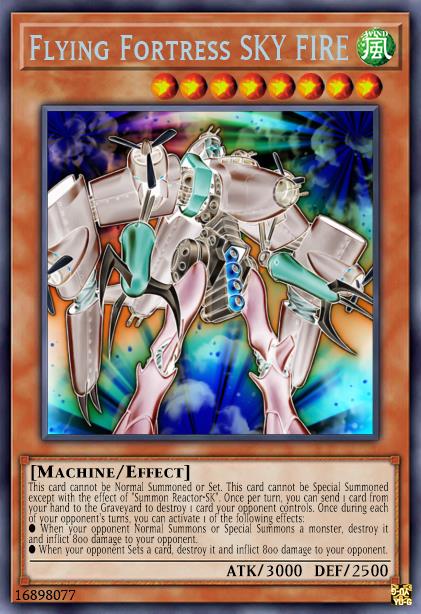 FLYING FORTRESS SKY FIRE
WIND
風
[MACHINE/EFFECT]
This card cannot be Normal Summoned or Set. This card cannot be Special Summoned
except with the effect of "Summon Reactor・SK". Once per turn, you can send 1 card from
your hand to the Graveyard to destroy 1 card your opponent controls. Once during each
of your opponent's turns, you can activate 1 of the following effects:
● When your opponent Normal Summons or Special Summons a monster, destroy it
and inflict 800 damage to your opponent.
● When your opponent Sets a card, destroy it and inflict 800 damage to your opponent.
ATK/3000 DEF/2500
16898077